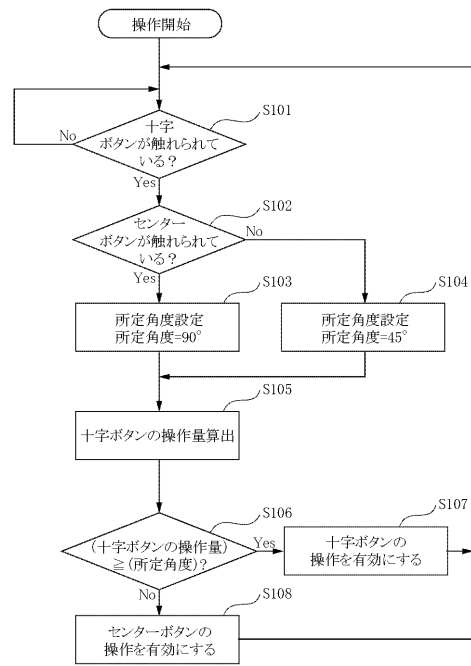 操作開始
S101
十字
ボタンが触れられて
いる？
No
Yes
S102
センター
ボタンが触れられて
いる？
No
Yes
S103
所定角度設定
所定角度=90°
S104
所定角度設定
所定角度=45°
S105
十字ボタンの操作量算出
S106
(十字ボタンの操作量)
≧(所定角度)？
Yes
No
S107
十字ボタンの
操作を有効にする
S108
センターボタンの
操作を有効にする